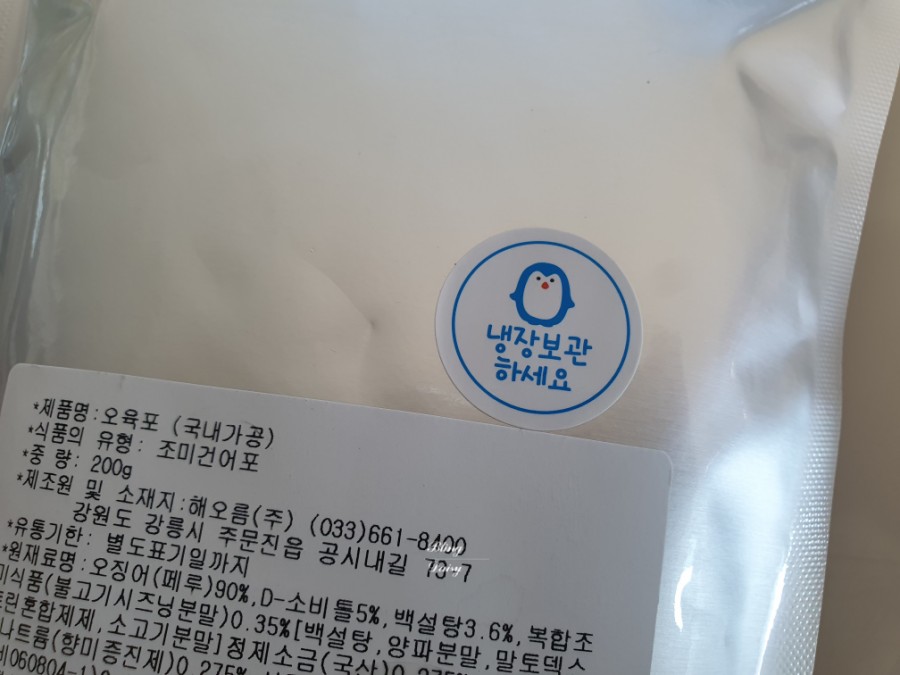 냉장보관
하세요
*제품명:오육포 (국내가공)
*식품의 유형: 조미건어포
*중 량: 200g
*제조원 및 소재지:해오름(주) (033)661-8400
강원도 강릉시 주문진읍 공시내길
*유통기한: 별도표기일까지
*원재료명:오징어(페루)90%,D-소비톨5%,백설탕3.6%,복합조
미식품(불고기시즈닝분말)0.35%[백설탕,양파분말,말토덱스
트린혼합제제,소고기분말]정제소금(국산)
나트륨(향미증진제)0.275%
060804-1)